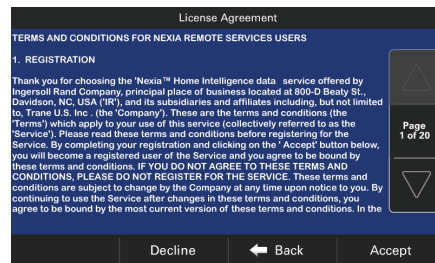 License Agreement
TERMS AND CONDITIONS FOR NEXIA REMOTE SERVICES USERS
1. REGISTRATION
Thank you for choosing the 'Nexia™ Home Intelligence data service offered by
Ingersoll Rand Company, principal place of business located at 800-D Beaty St.,
Davidson, NC, USA ('IR'), and its subsidiaries and affiliates including, but not limited
to, Trane U.S. Inc . (the 'Company'). These are the terms and conditions (the
'Terms') which apply to your use of this service (collectively referred to as the
'Service'). Please read these terms and conditions before registering for the
Service. By completing your registration and clicking on the ' Accept' button below,
you will become a registered user of the Service and you agree to be bound by
these terms and conditions. IF YOU DO NOT AGREE TO THESE TERMS AND
CONDITIONS, PLEASE DO NOT REGISTER FOR THE SERVICE. These terms and
conditions are subject to change by the Company at any time upon notice to you. By
continuing to use the Service after changes in these terms and conditions, you
agree to be bound by the most current version of these terms and conditions. In the
Page
1 of 20
Decline
Back
Accept